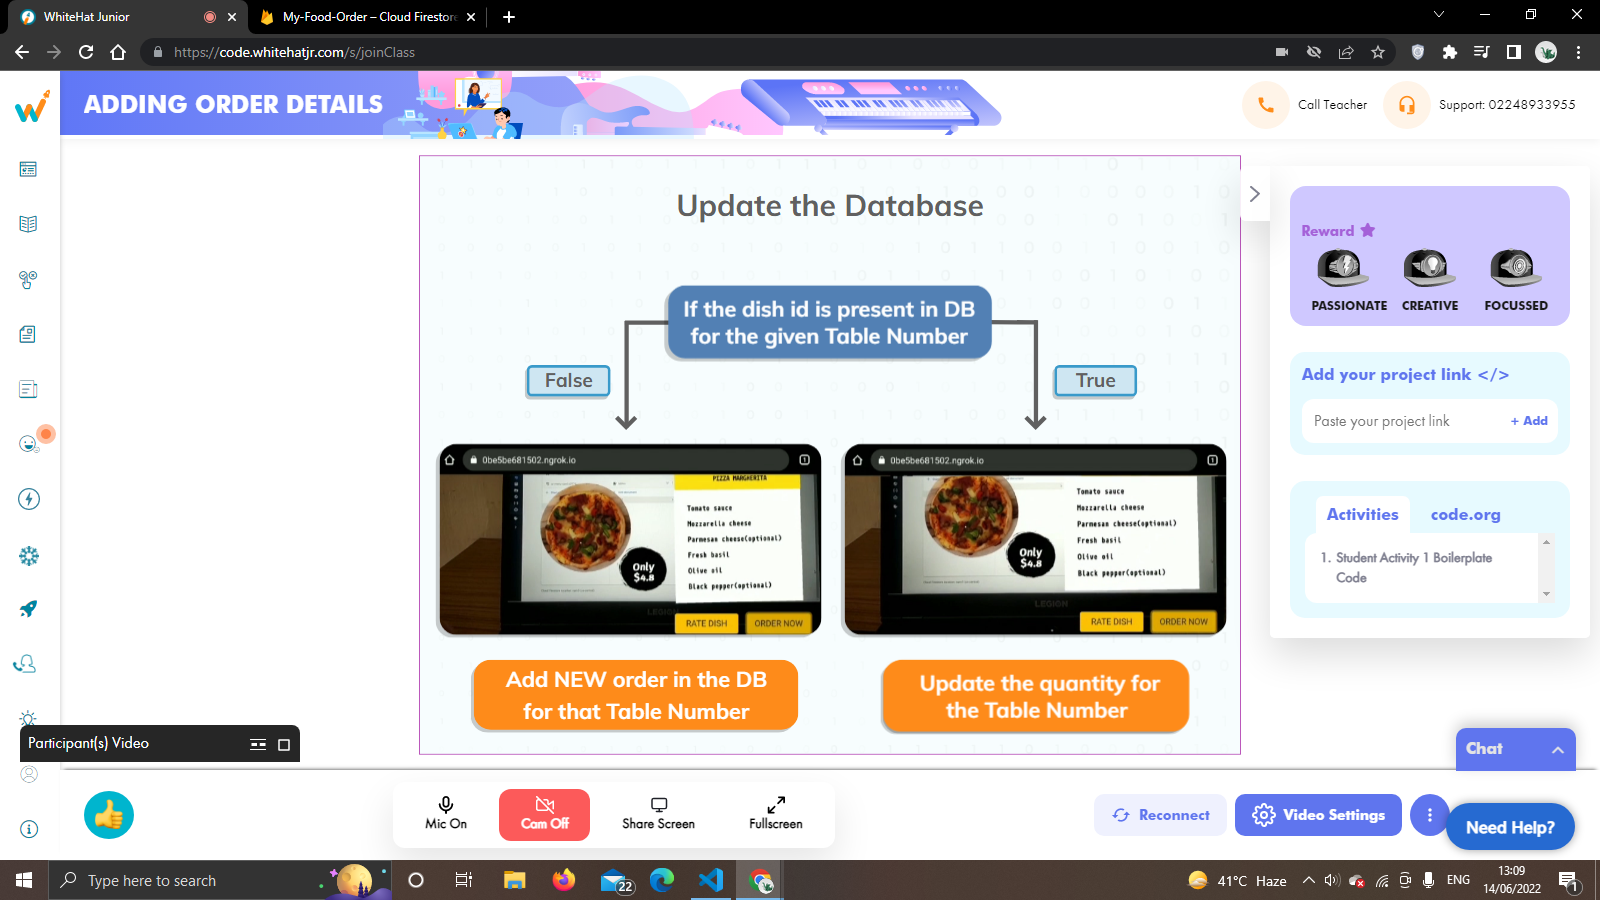 WhiteHat Junior
My-Food-Order – Cloud Firestore
https://code.whitehatjr.com/s/joinClass
ADDING ORDER DETAILS
Call Teacher
Support: 02248933955
Update the Database
If the dish id is present in DB
for the given Table Number
False
True
0be5be681502.ngrok.io
PIZZA MARGHERITA
Tomato sauce
Mozzarella cheese
Parmesan cheese(optional)
Fresh basil
Olive oil
Black pepper(optional)
Only
$4.8
LEGION
RATE DISH
ORDER NOW
0be5be681502.ngrok.io
Tomato sauce
Mozzarella cheese
Parmesan cheese(optional)
Fresh basil
Olive oil
Black pepper(optional)
Only
$4.8
LEGION
RATE DISH
ORDER NOW
Add NEW order in the DB
for that Table Number
Update the quantity for
the Table Number
Reward
PASSIONATE
CREATIVE
FOCUSSED
Add your project link </>
Paste your project link
+ Add
Activities
code.org
1. Student Activity 1 Boilerplate
Code
Participant(s) Video
Chat
Mic On
Cam Off
Share Screen
Fullscreen
Reconnect
Video Settings
Need Help?
Type here to search
22
41°C Haze
ENG
13:09
14/06/2022
1